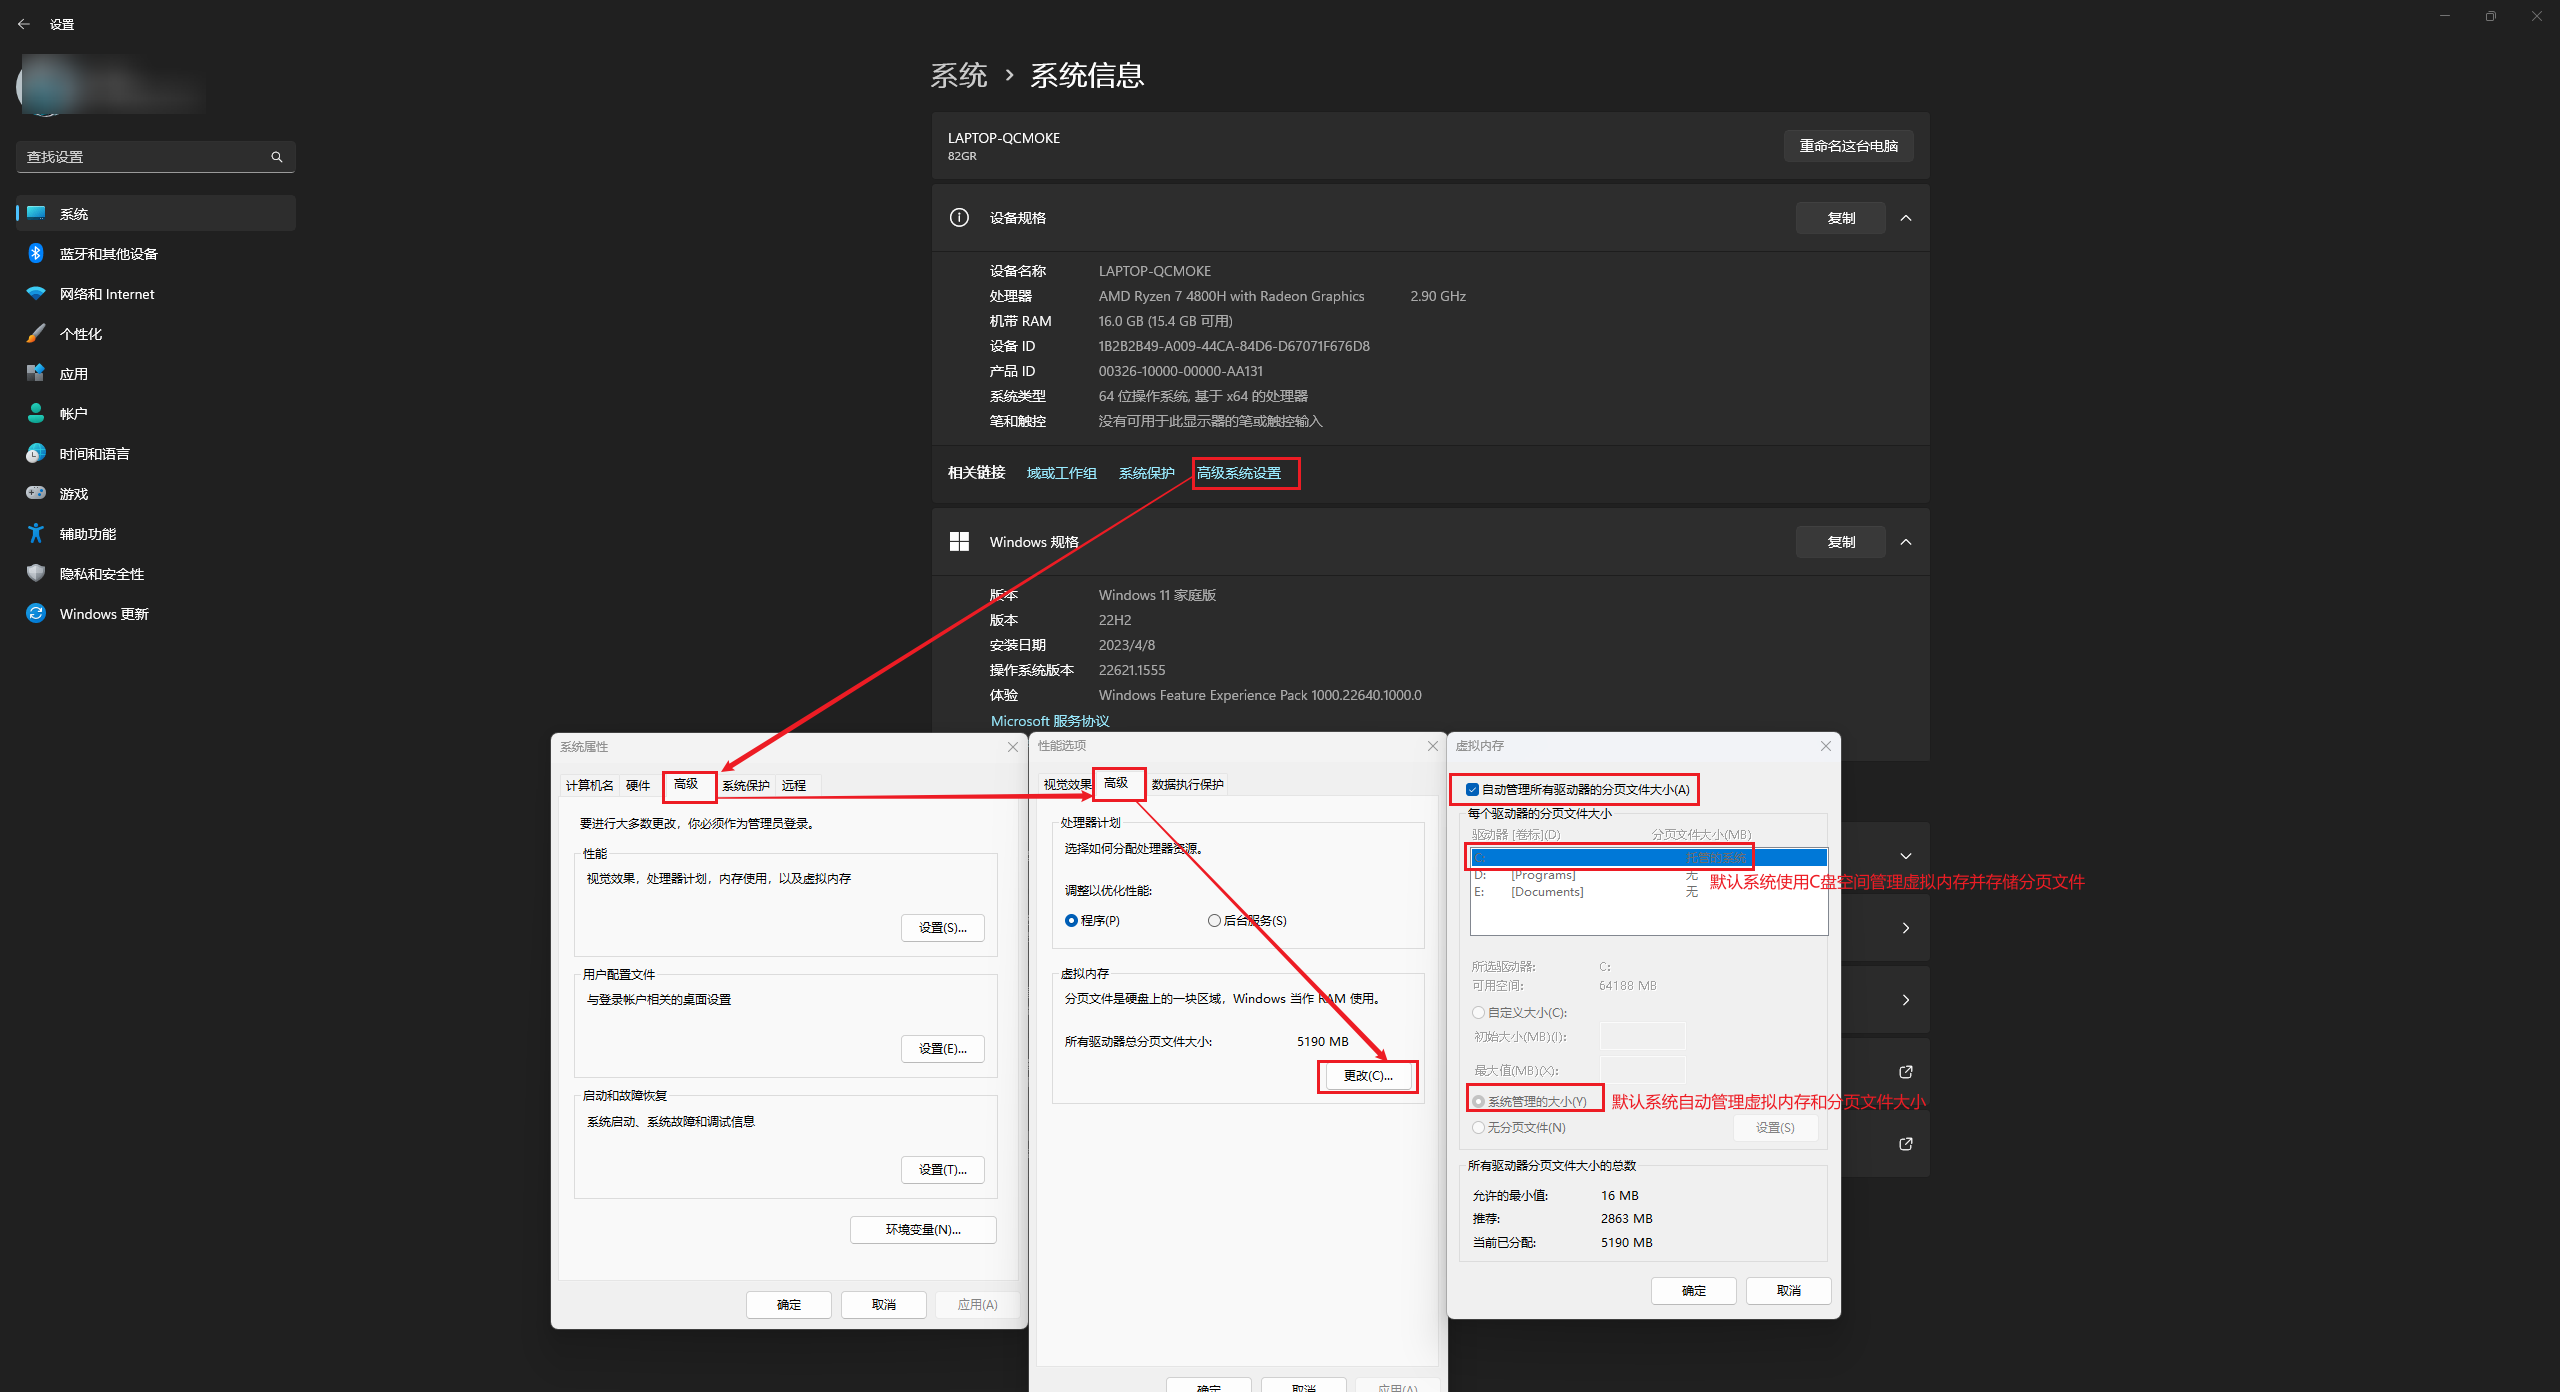 设置
查找设置
系统
蓝牙和其他设备
网络和 Internet
个性化
应用
帐户
时间和语言
游戏
辅助功能
隐私和安全性
Windows 更新
系统 › 系统信息
LAPTOP-QCMOKE
82GR
重命名这台电脑
设备规格
复制
设备名称 LAPTOP-QCMOKE
处理器 AMD Ryzen 7 4800H with Radeon Graphics 2.90 GHz
机带 RAM 16.0 GB (15.4 GB 可用)
设备 ID 1B2B2B49-A009-44CA-84D6-D67071F676D8
产品 ID 00326-10000-00000-AA131
系统类型 64 位操作系统, 基于 x64 的处理器
笔和触控 没有可用于此显示器的笔或触控输入
相关链接 域或工作组 系统保护 高级系统设置
Windows 规格
复制
版本 Windows 11 家庭版
版本 22H2
安装日期 2023/4/8
操作系统版本 22621.1555
体验 Windows Feature Experience Pack 1000.22640.1000.0
Microsoft 服务协议
系统属性
计算机名 硬件 高级 系统保护 远程
要进行大多数更改，你必须作为管理员登录。
性能
视觉效果，处理器计划，内存使用，以及虚拟内存
设置(S)...
用户配置文件
与登录帐户相关的桌面设置
设置(E)...
启动和故障恢复
系统启动、系统故障和调试信息
设置(T)...
环境变量(N)...
确定 取消 应用(A)
性能选项
视觉效果 高级 数据执行保护
处理器计划
选择如何分配处理器资源。
调整以优化性能:
程序(P) 后台服务(S)
虚拟内存
分页文件是硬盘上的一块区域，Windows 当作 RAM 使用。
所有驱动器总分页文件大小: 5190 MB
更改(C)...
确定 取消 应用(A)
虚拟内存
自动管理所有驱动器的分页文件大小(A)
每个驱动器的分页文件大小
驱动器 [卷标](D) 分页文件大小(MB)
C: 托管的系统
D: [Programs] 无
E: [Documents] 无
默认系统使用C盘空间管理虚拟内存并存储分页文件
所选驱动器: C:
可用空间: 64188 MB
自定义大小(C):
初始大小(MB)(I):
最大值(MB)(X):
系统管理的大小(Y)
默认系统自动管理虚拟内存和分页文件大小
无分页文件(N) 设置(S)
所有驱动器分页文件大小的总数
允许的最小值: 16 MB
推荐: 2863 MB
当前已分配: 5190 MB
确定 取消